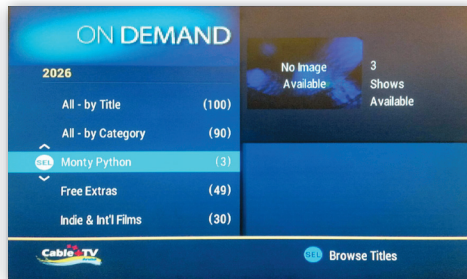 ON DEMAND
2026
All - by Title (100)
All - by Category (90)
SEL Monty Python (3)
Free Extras (49)
Indie & Int'l Films (30)
No Image
Available
3
Shows
Available
Cable TV
SEL Browse Titles